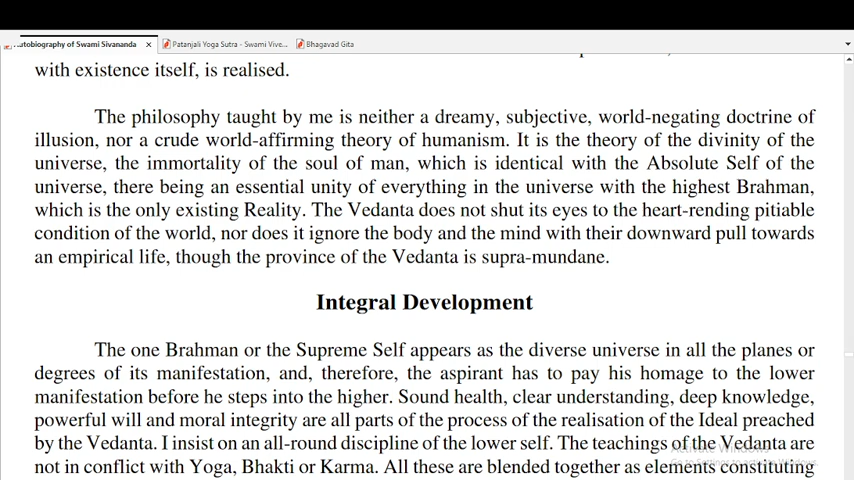 utobiography of Swami Sivananda × Patanjali Yoga Sutra - Swami Vive... Bhagavad Gita
with existence itself, is realised.
The philosophy taught by me is neither a dreamy, subjective, world-negating doctrine of
illusion, nor a crude world-affirming theory of humanism. It is the theory of the divinity of the
universe, the immortality of the soul of man, which is identical with the Absolute Self of the
universe, there being an essential unity of everything in the universe with the highest Brahman,
which is the only existing Reality. The Vedanta does not shut its eyes to the heart-rending pitiable
condition of the world, nor does it ignore the body and the mind with their downward pull towards
an empirical life, though the province of the Vedanta is supra-mundane.
Integral Development
The one Brahman or the Supreme Self appears as the diverse universe in all the planes or
degrees of its manifestation, and, therefore, the aspirant has to pay his homage to the lower
manifestation before he steps into the higher. Sound health, clear understanding, deep knowledge,
powerful will and moral integrity are all parts of the process of the realisation of the Ideal preached
by the Vedanta. I insist on an all-round discipline of the lower self. The teachings of the Vedanta are
not in conflict with Yoga, Bhakti or Karma. All these are blended together as elements constituting
Activate Windows
Go to Settings to activate Windows.